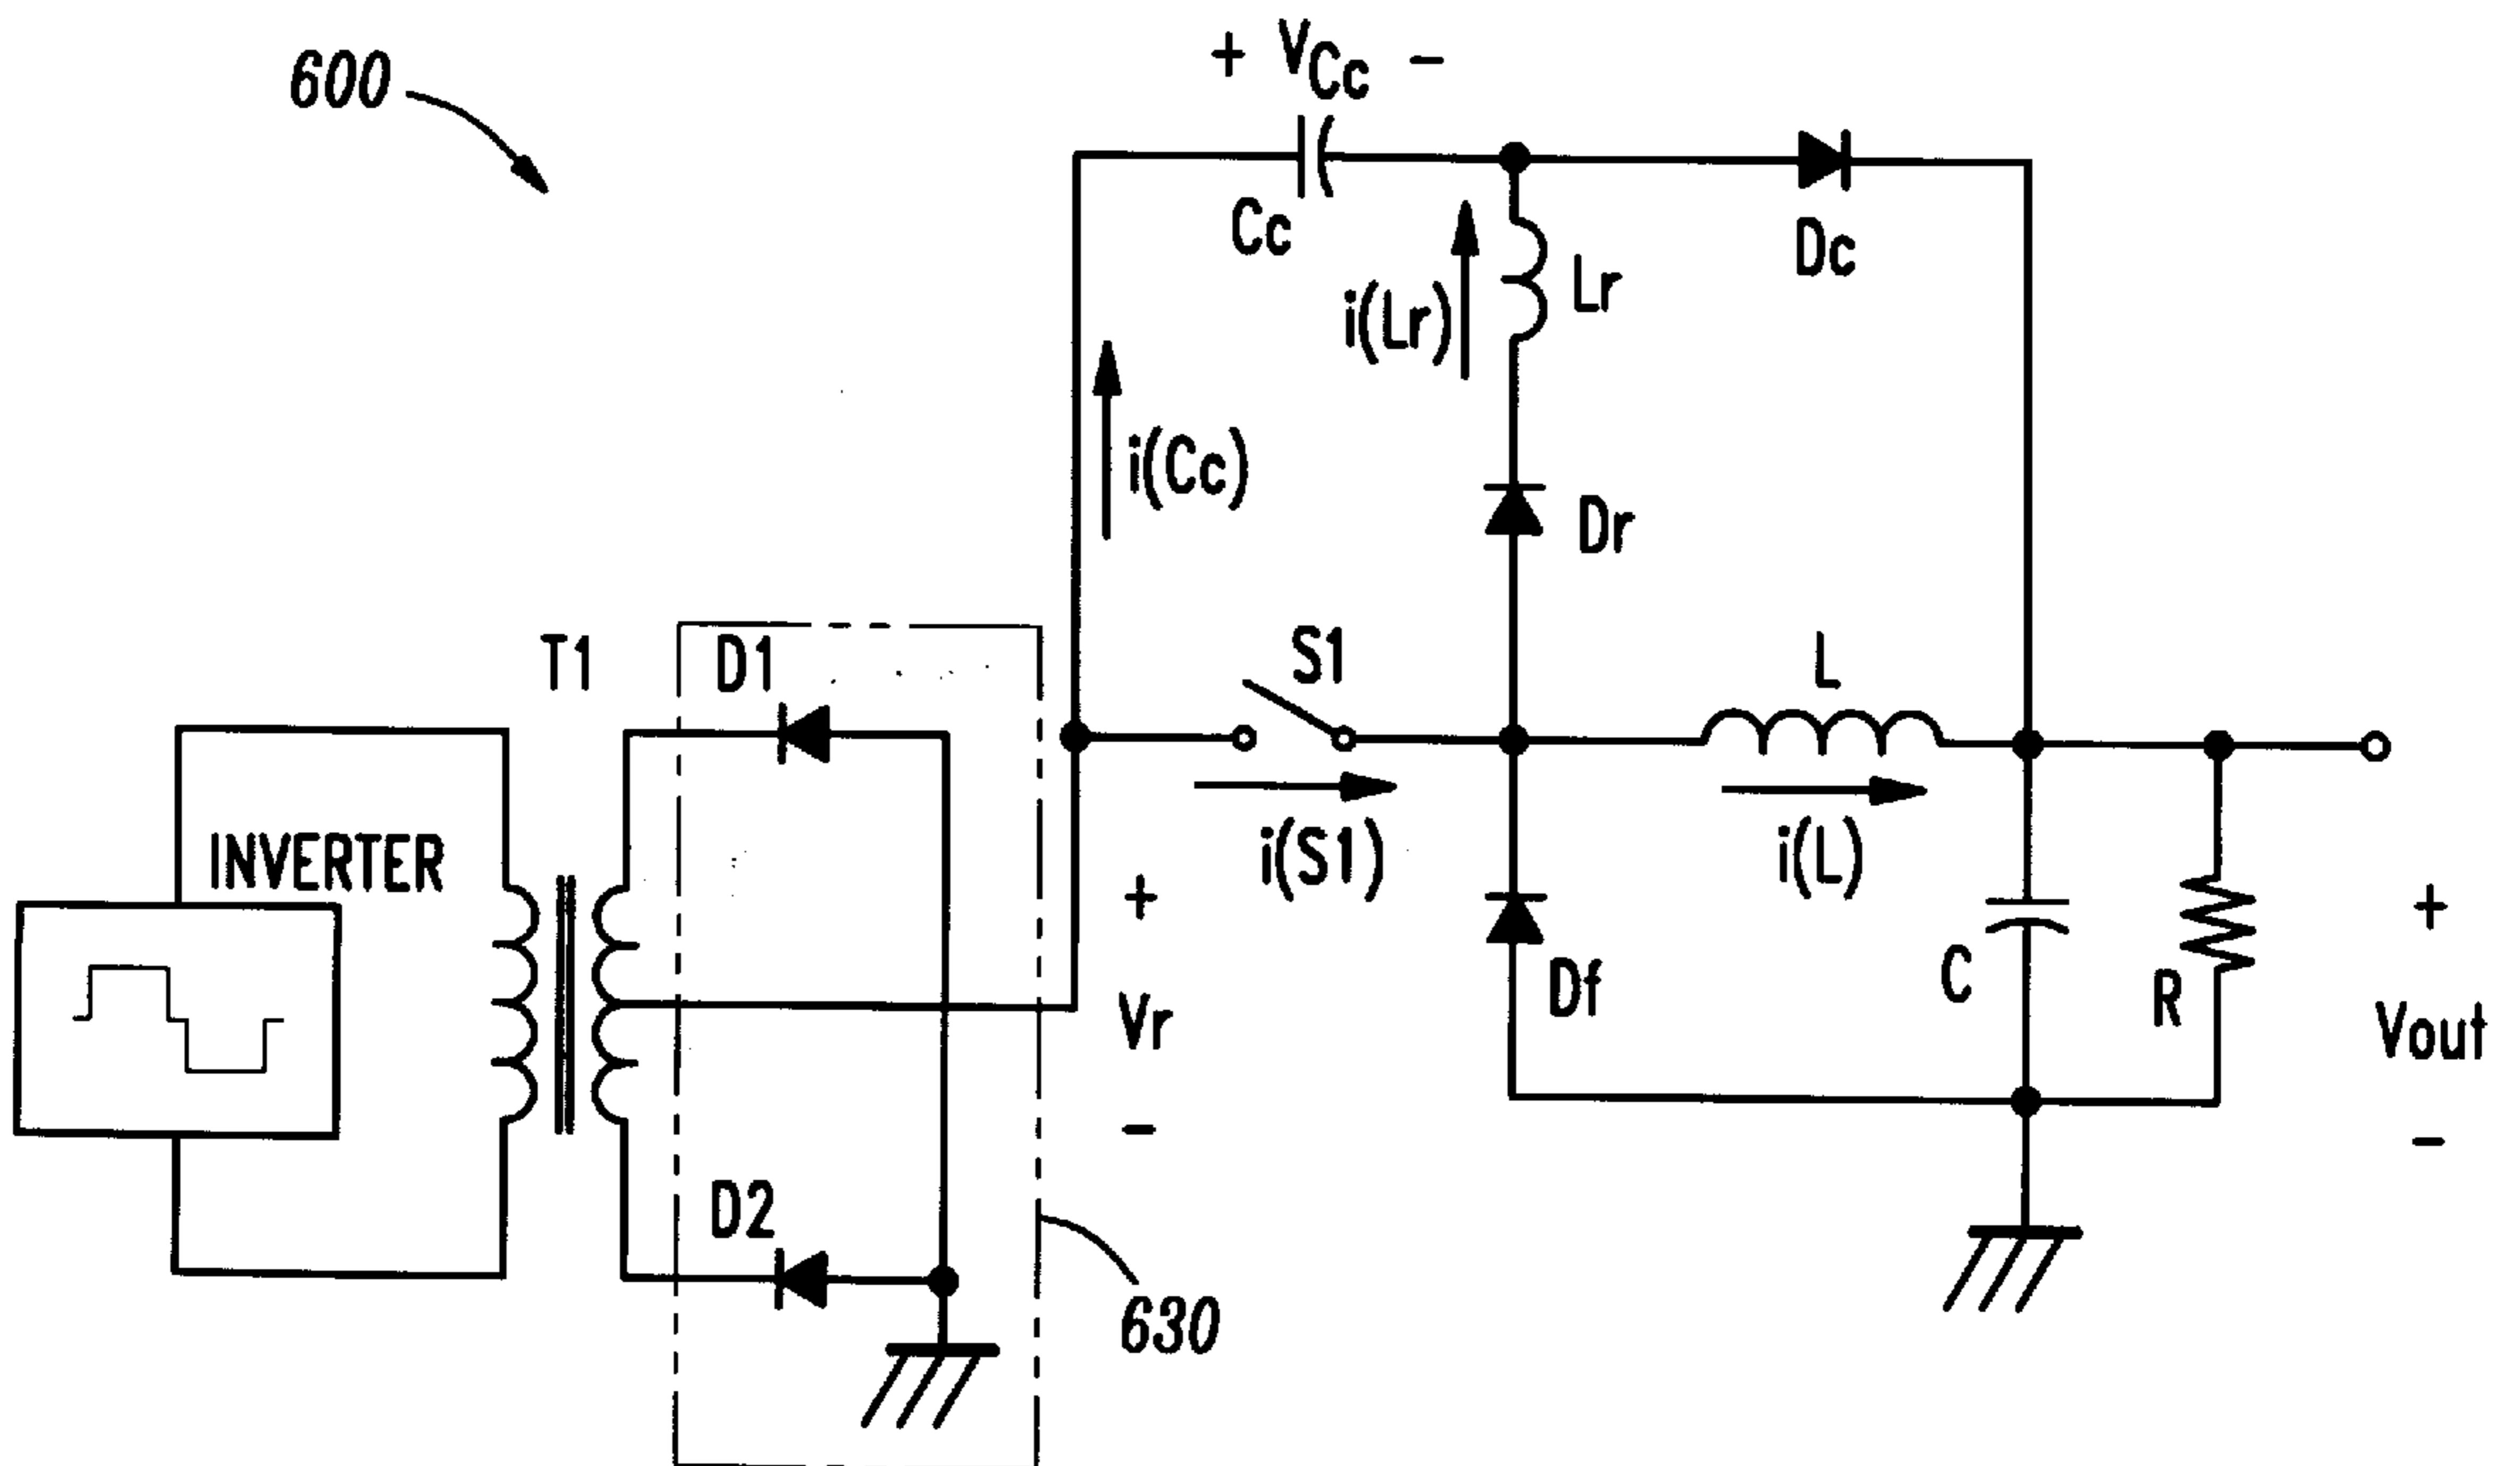 600
+ VCc −
Cc
i(Lr)
Lr
Dc
i(Cc)
Dr
T1
D1
S1
L
INVERTER
i(S1)
i(L)
+
Vr
−
Df
C
R
+
Vout
−
D2
630